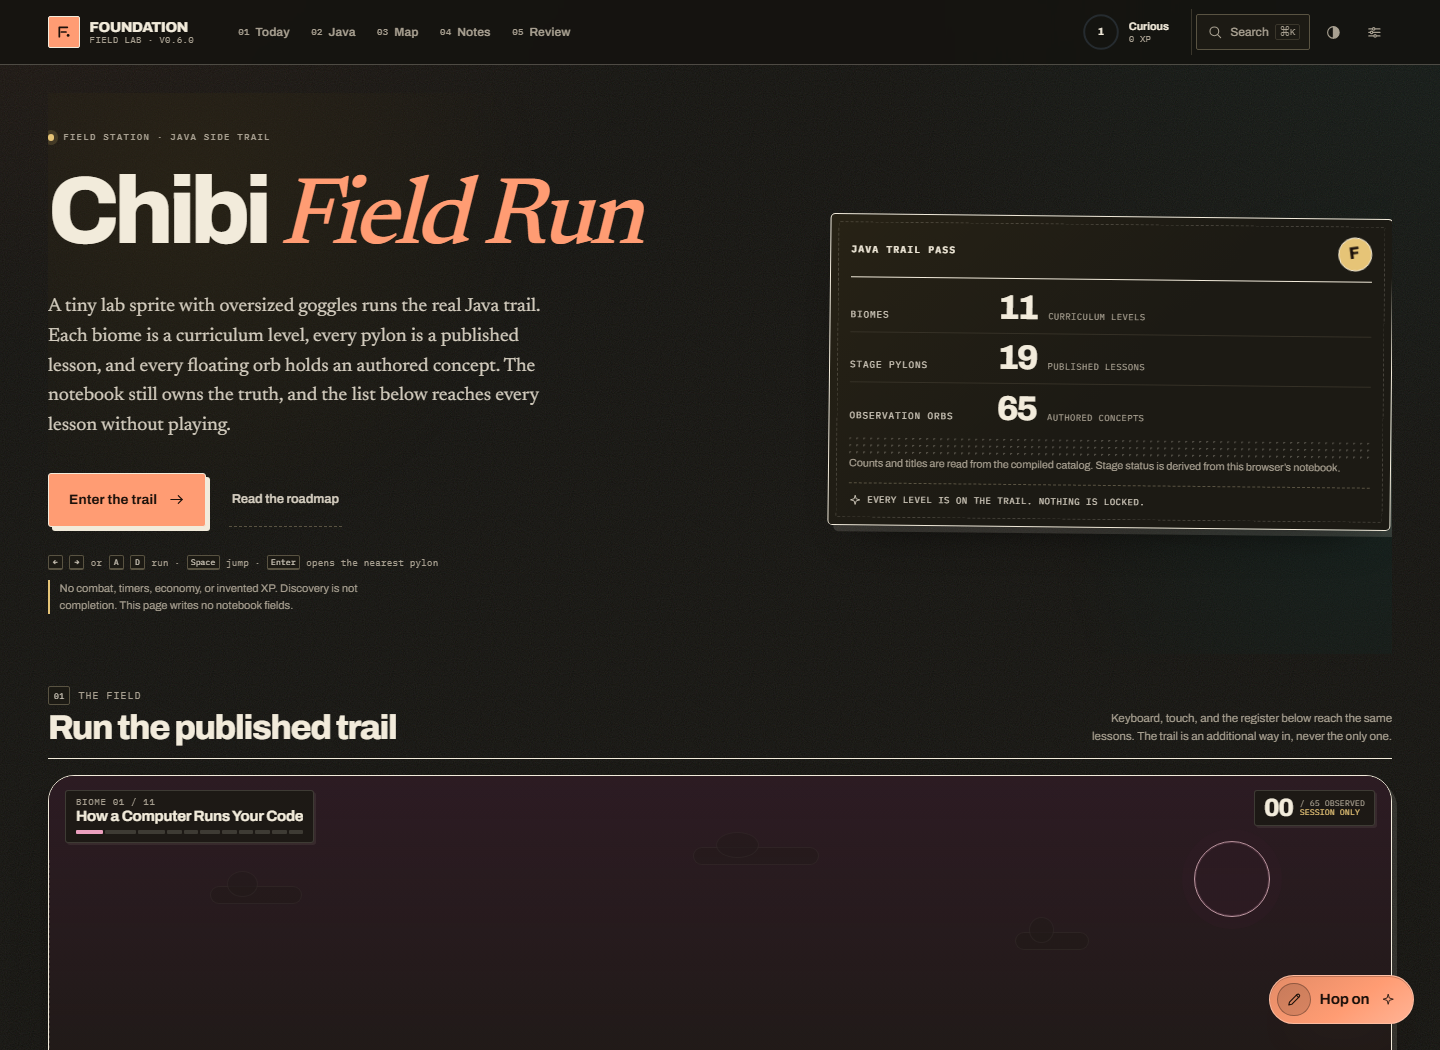 F.
FOUNDATION
FIELD LAB - V0.6.0
01 Today
02 Java
03 Map
04 Notes
05 Review
1
Curious
0 XP
Search ⌘K
FIELD STATION - JAVA SIDE TRAIL
Chibi Field Run
A tiny lab sprite with oversized goggles runs the real Java trail.
Each biome is a curriculum level, every pylon is a published
lesson, and every floating orb holds an authored concept. The
notebook still owns the truth, and the list below reaches every
lesson without playing.
Enter the trail →
Read the roadmap
← → or A D run - Space jump - Enter opens the nearest pylon
No combat, timers, economy, or invented XP. Discovery is not
completion. This page writes no notebook fields.
JAVA TRAIL PASS
F
BIOMES 11 CURRICULUM LEVELS
STAGE PYLONS 19 PUBLISHED LESSONS
OBSERVATION ORBS 65 AUTHORED CONCEPTS
Counts and titles are read from the compiled catalog. Stage status is derived from this browser's notebook.
EVERY LEVEL IS ON THE TRAIL. NOTHING IS LOCKED.
01 THE FIELD
Run the published trail
Keyboard, touch, and the register below reach the same
lessons. The trail is an additional way in, never the only one.
BIOME 01 / 11
How a Computer Runs Your Code
00 / 65 OBSERVED
SESSION ONLY
Hop on